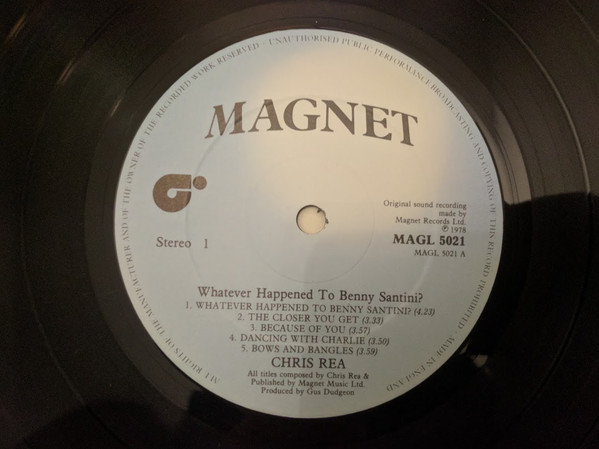 ALL RIGHTS OF THE MANUFACTURER AND OF THE OWNER OF THE RECORDED WORK RESERVED - UNAUTHORISED PUBLIC PERFORMANCE BROADCASTING AND COPYING OF THIS RECORD PROHIBITED - MADE IN ENGLAND
MAGNET
Original sound recording
made by
Magnet Records Ltd.
℗ 1978
Stereo 1
MAGL 5021
MAGL 5021 A
Whatever Happened To Benny Santini?
1. WHATEVER HAPPENED TO BENNY SANTINI? (4.23)
2. THE CLOSER YOU GET (3.33)
3. BECAUSE OF YOU (3.57)
4. DANCING WITH CHARLIE (3.50)
5. BOWS AND BANGLES (3.59)
CHRIS REA
All titles composed by Chris Rea &
Published by Magnet Music Ltd.
Produced by Gus Dudgeon